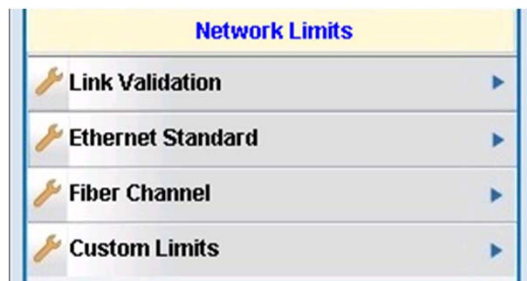 Network Limits
Link Validation
Ethernet Standard
Fiber Channel
Custom Limits